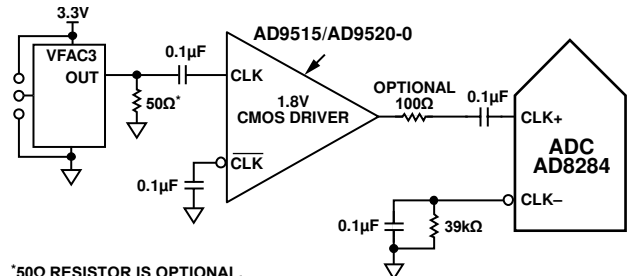 3.3V
VFAC3
OUT
0.1µF
50Ω*
AD9515/AD9520-0
CLK
1.8V
CMOS DRIVER
CLK
0.1µF
OPTIONAL
100Ω
0.1µF
CLK+
ADC
AD8284
CLK–
0.1µF
39kΩ
*50Ω RESISTOR IS OPTIONAL.